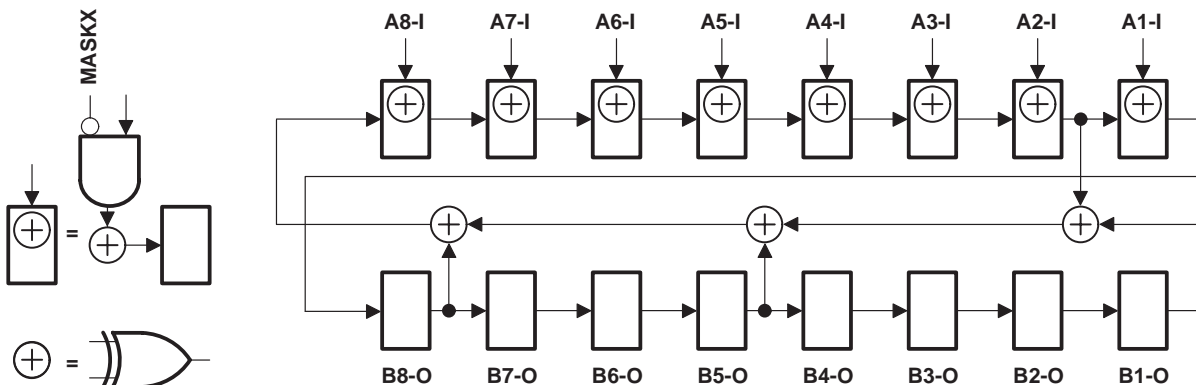 MASKX
=
=
A8-I A7-I A6-I A5-I A4-I A3-I A2-I A1-I
B8-O B7-O B6-O B5-O B4-O B3-O B2-O B1-O